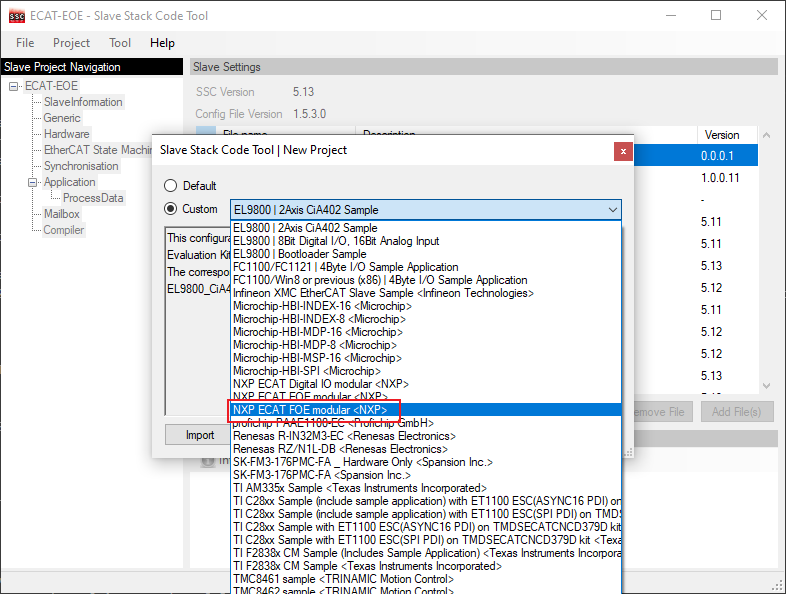 SSC ECAT-EOE - Slave Stack Code Tool
File Project Tool Help
Slave Project Navigation
Slave Settings
ECAT-EOE
SlaveInformation
Generic
Hardware
EtherCAT State Machin
Synchronisation
Application
ProcessData
Mailbox
Compiler
SSC Version 5.13
Config File Version 1.5.3.0
File name Description Version
0.0.0.1
1.0.0.11
-
5.11
5.11
5.13
5.12
5.11
5.12
5.12
5.13
Slave Stack Code Tool | New Project
x
Default
Custom
EL9800 | 2Axis CiA402 Sample
This configura
Evaluation Kit
The correspo
EL9800_CiA4
EL9800 | 2Axis CiA402 Sample
EL9800 | 8Bit Digital I/O, 16Bit Analog Input
EL9800 | Bootloader Sample
FC1100/FC1121 | 4Byte I/O Sample Application
FC1100/Win8 or previous (x86) | 4Byte I/O Sample Application
Infineon XMC EtherCAT Slave Sample <Infineon Technologies>
Microchip-HBI-INDEX-16 <Microchip>
Microchip-HBI-INDEX-8 <Microchip>
Microchip-HBI-MDP-16 <Microchip>
Microchip-HBI-MDP-8 <Microchip>
Microchip-HBI-MSP-16 <Microchip>
Microchip-HBI-SPI <Microchip>
NXP ECAT Digital IO modular <NXP>
NXP ECAT EOE modular <NXP>
NXP ECAT FOE modular <NXP>
profichip PAAE1100-EC <Profichip GmbH>
Renesas R-IN32M3-EC <Renesas Electronics>
Renesas RZ/N1L-DB <Renesas Electronics>
SK-FM3-176PMC-FA _ Hardware Only <Spansion Inc.>
SK-FM3-176PMC-FA <Spansion Inc.>
TI AM335x Sample <Texas Instruments Incorporated>
TI C28xx Sample (include sample application) with ET1100 ESC(ASYNC16 PDI) on
TI C28xx Sample (include sample application) with ET1100 ESC(SPI PDI) on TMDS
TI C28xx Sample with ET1100 ESC(ASYNC16 PDI) on TMDSECATCNCD379D kit
TI C28xx Sample with ET1100 ESC(SPI PDI) on TMDSECATCNCD379D kit <Texas
TI F2838x CM Sample (Includes Sample Application) <Texas Instruments Incorpora
TI F2838x CM Sample <Texas Instruments Incorporated>
TMC8461 sample <TRINAMIC Motion Control>
TMC8462 sample <TRINAMIC Motion Control>
Import
emove File Add File(s)